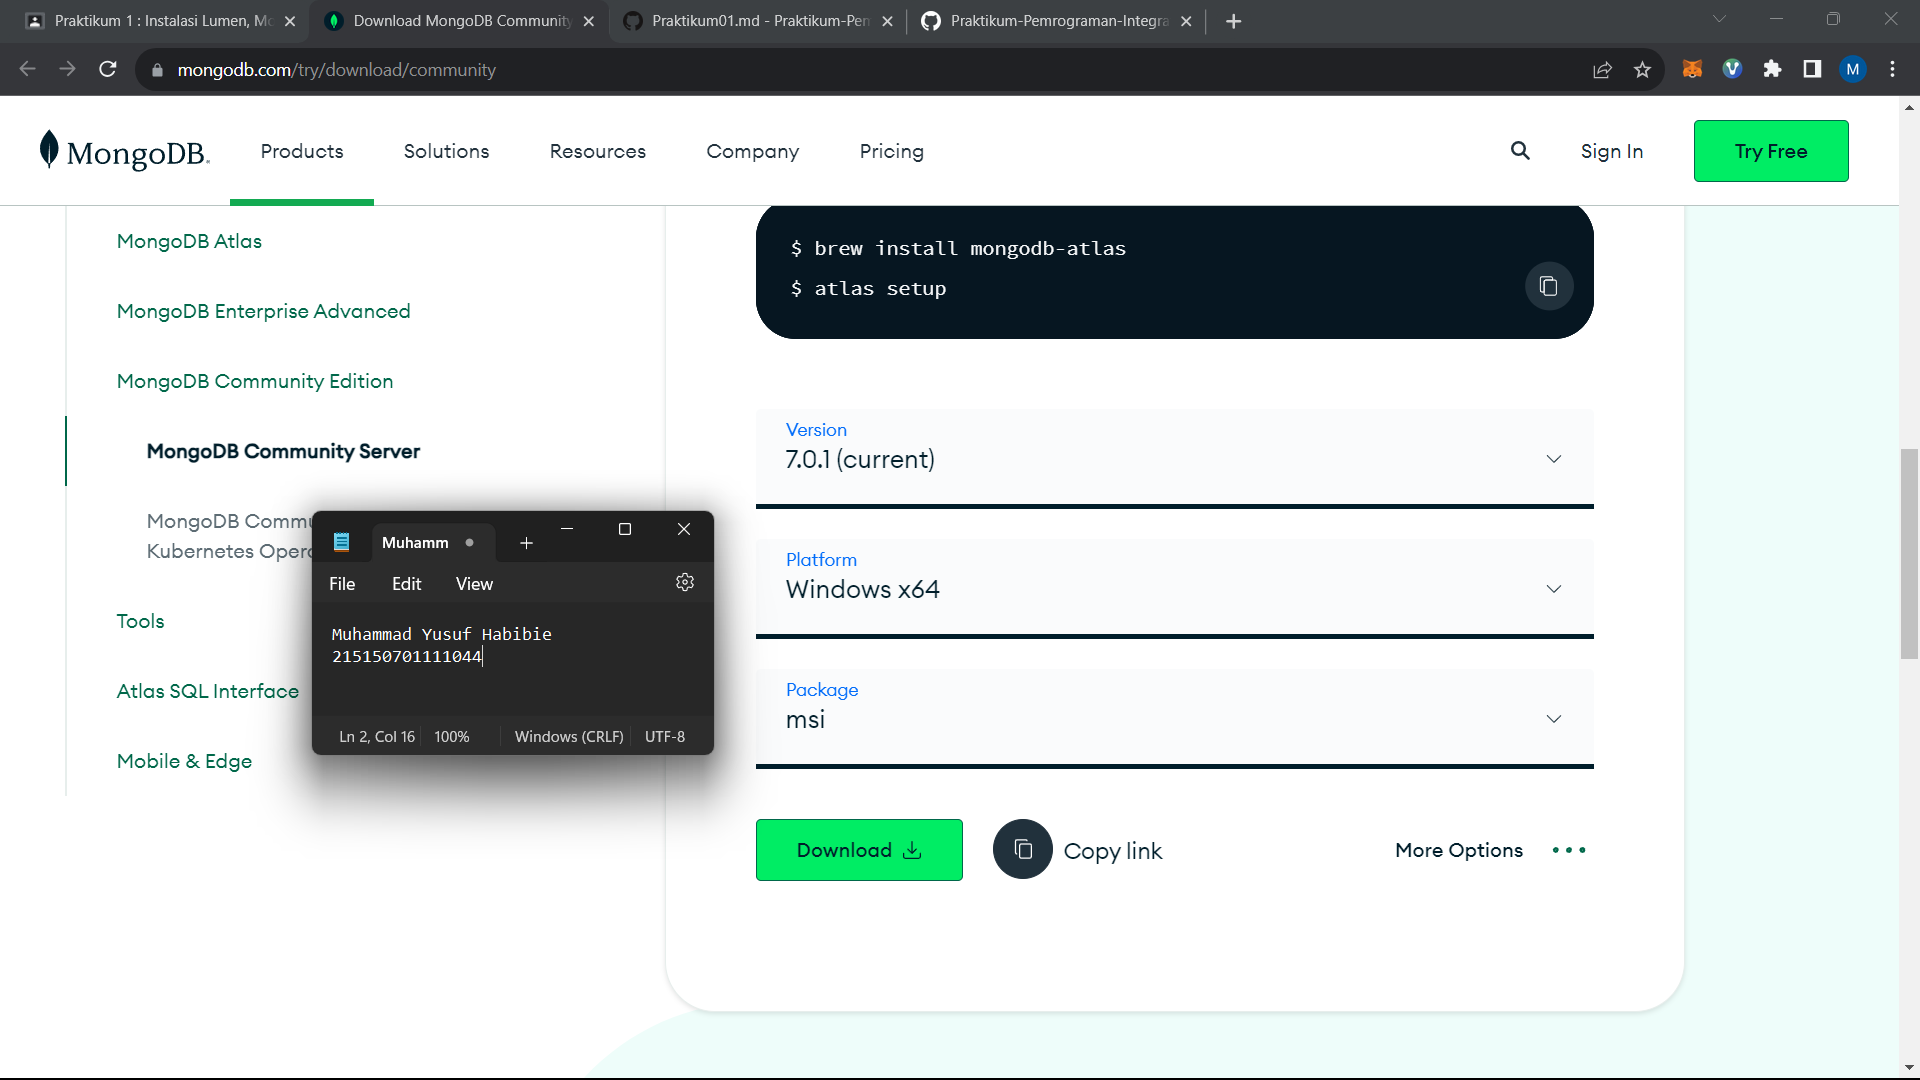 Praktikum 1 : Instalasi Lumen, Mo
Download MongoDB Community
Praktikum01.md - Praktikum-Pem
Praktikum-Pemrograman-Integra
mongodb.com/try/download/community
M
MongoDB.
Products
Solutions
Resources
Company
Pricing
Sign In
Try Free
MongoDB Atlas
MongoDB Enterprise Advanced
MongoDB Community Edition
MongoDB Community Server
MongoDB Commu
Kubernetes Opera
Tools
Atlas SQL Interface
Mobile & Edge
$ brew install mongodb-atlas
$ atlas setup
Version
7.0.1 (current)
Platform
Windows x64
Package
msi
Download
Copy link
More Options
Muhamm
File Edit View
Muhammad Yusuf Habibie
215150701111044
Ln 2, Col 16 100% Windows (CRLF) UTF-8